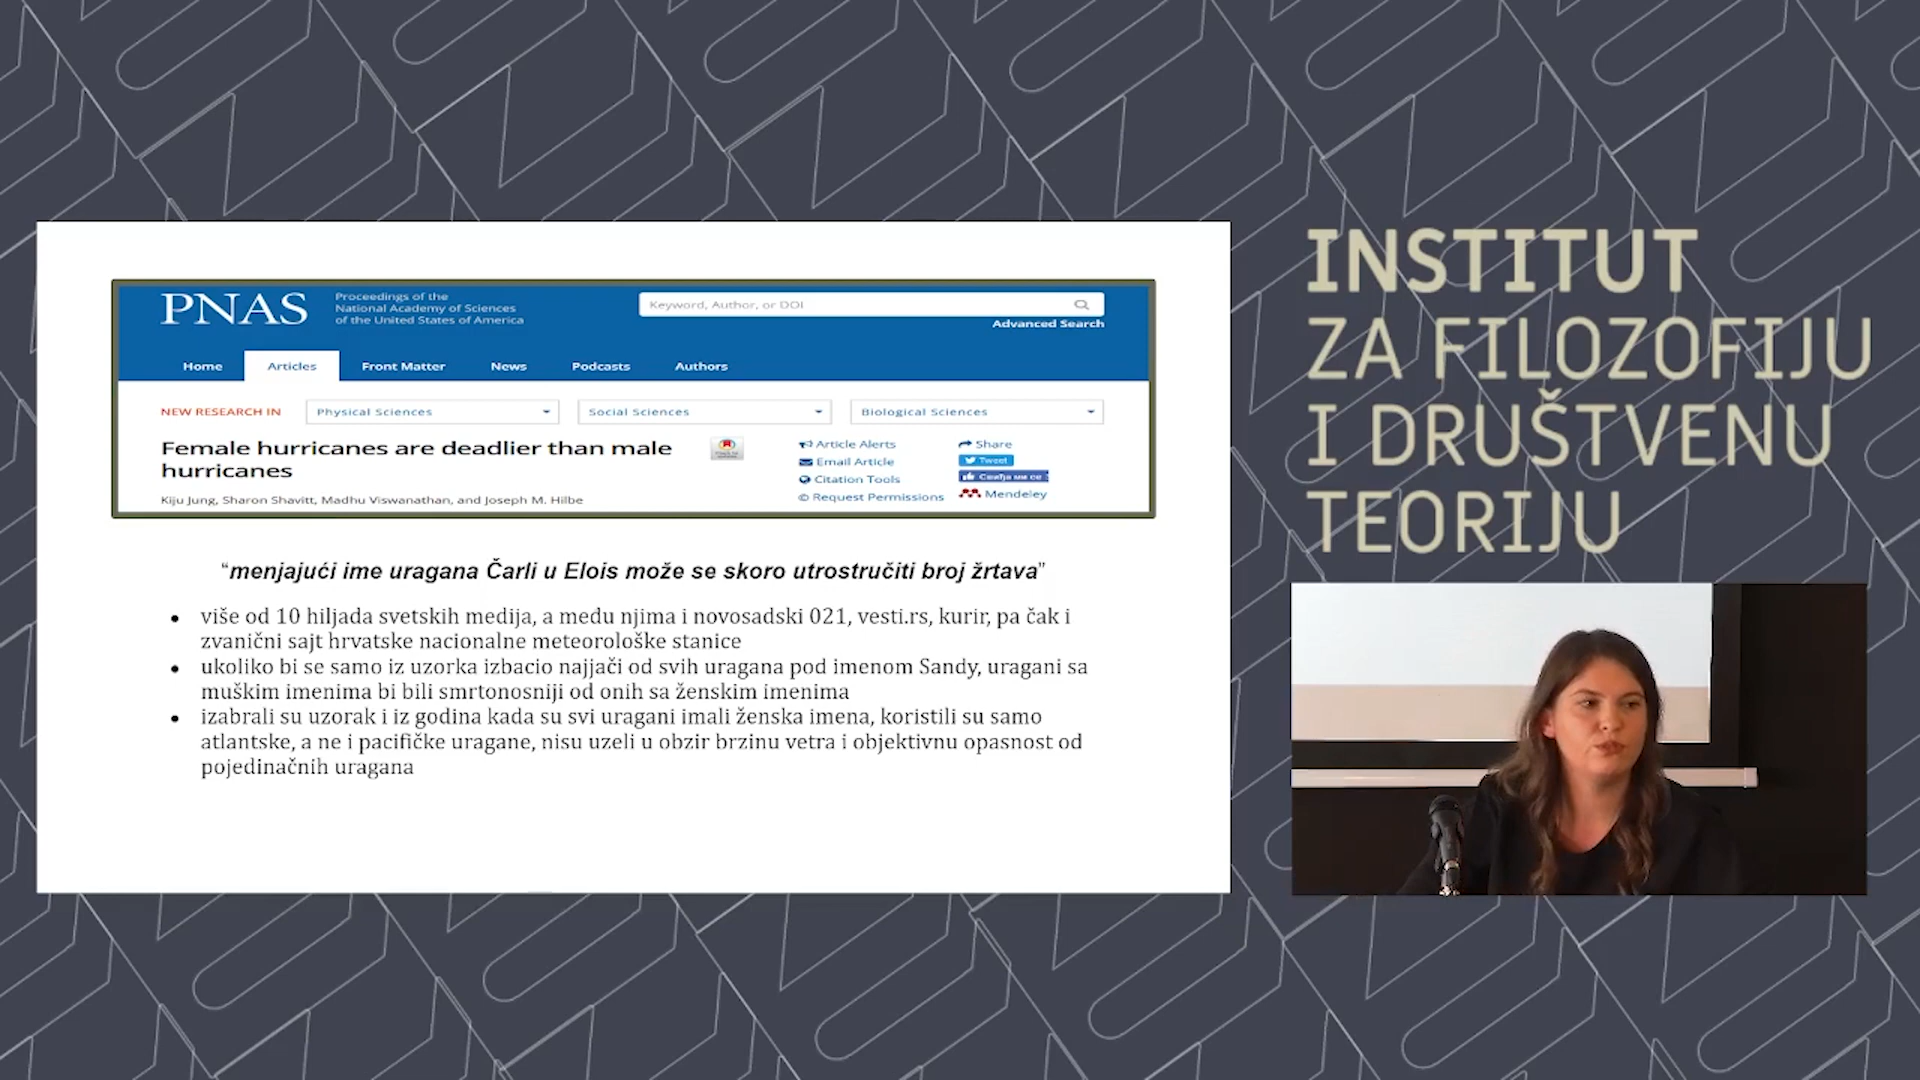 PNAS
Proceedings of the
National Academy of Sciences
of the United States of America
Keyword, Author, or DOI
Advanced Search
Home Articles Front Matter News Podcasts Authors
NEW RESEARCH IN Physical Sciences Social Sciences Biological Sciences
Female hurricanes are deadlier than male
hurricanes
Kiju Jung, Sharon Shavitt, Madhu Viswanathan, and Joseph M. Hilbe
Article Alerts
Email Article
Citation Tools
© Request Permissions
Share
Tweet
Mendeley
“menjajući ime uragana Čarli u Elois može se skoro utrostručiti broj žrtava”
• više od 10 hiljada svetskih medija, a medu njima i novosadski 021, vesti.rs, kurir, pa čak i
zvanični sajt hrvatske nacionalne meteorološke stanice
• ukoliko bi se samo iz uzorka izbacio najjači od svih uragana pod imenom Sandy, uragani sa
muškim imenima bi bili smrtonosniji od onih sa ženskim imenima
• izabrali su uzorak i iz godina kada su svi uragani imali ženska imena, koristili su samo
atlantske, a ne i pacifičke uragane, nisu uzeli u obzir brzinu vetra i objektivnu opasnost od
pojedinačnih uragana
INSTITUT
ZA FILOZOFIJU
I DRUŠTVENU
TEORIJU